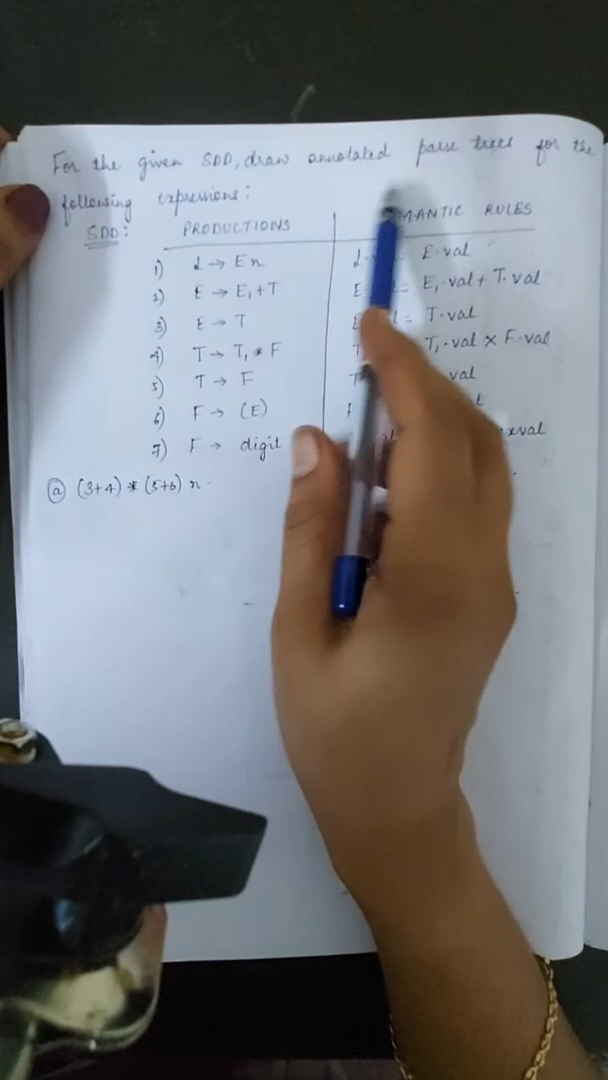 For the given SDD, draw annotated parse trees for the
following expressions:
SDD: PRODUCTIONS MANTIC RULES
1) L → En E.val
2) E → E₁ + T = E₁.val + T.val
3) E → T = T.val
4) T → T₁ * F T₁.val × F.val
5) T → F val
6) F → (E)
7) F → digit xval
(a) (3+4) * (5+6) n.